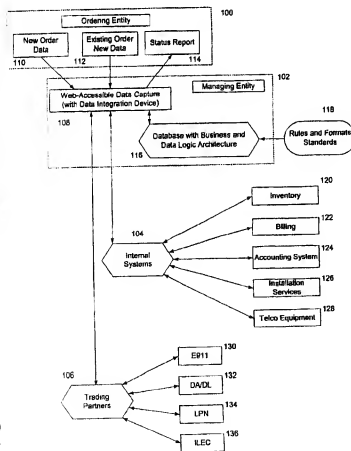 Ordering Entity
100
New Order
Data
110
Existing Order
New Data
112
Status Report
114
102
Managing Entity
Web-Accessible Data Capture
(with Data Integration Device)
108
Database with Business and
Data Logic Architecture
116
118
Rules and Formats
Standards
104
Internal
Systems
120
Inventory
122
Billing
124
Accounting System
126
Installation
Services
128
Telco Equipment
106
Trading
Partners
130
E911
132
DA/DL
134
LPN
136
ILEC